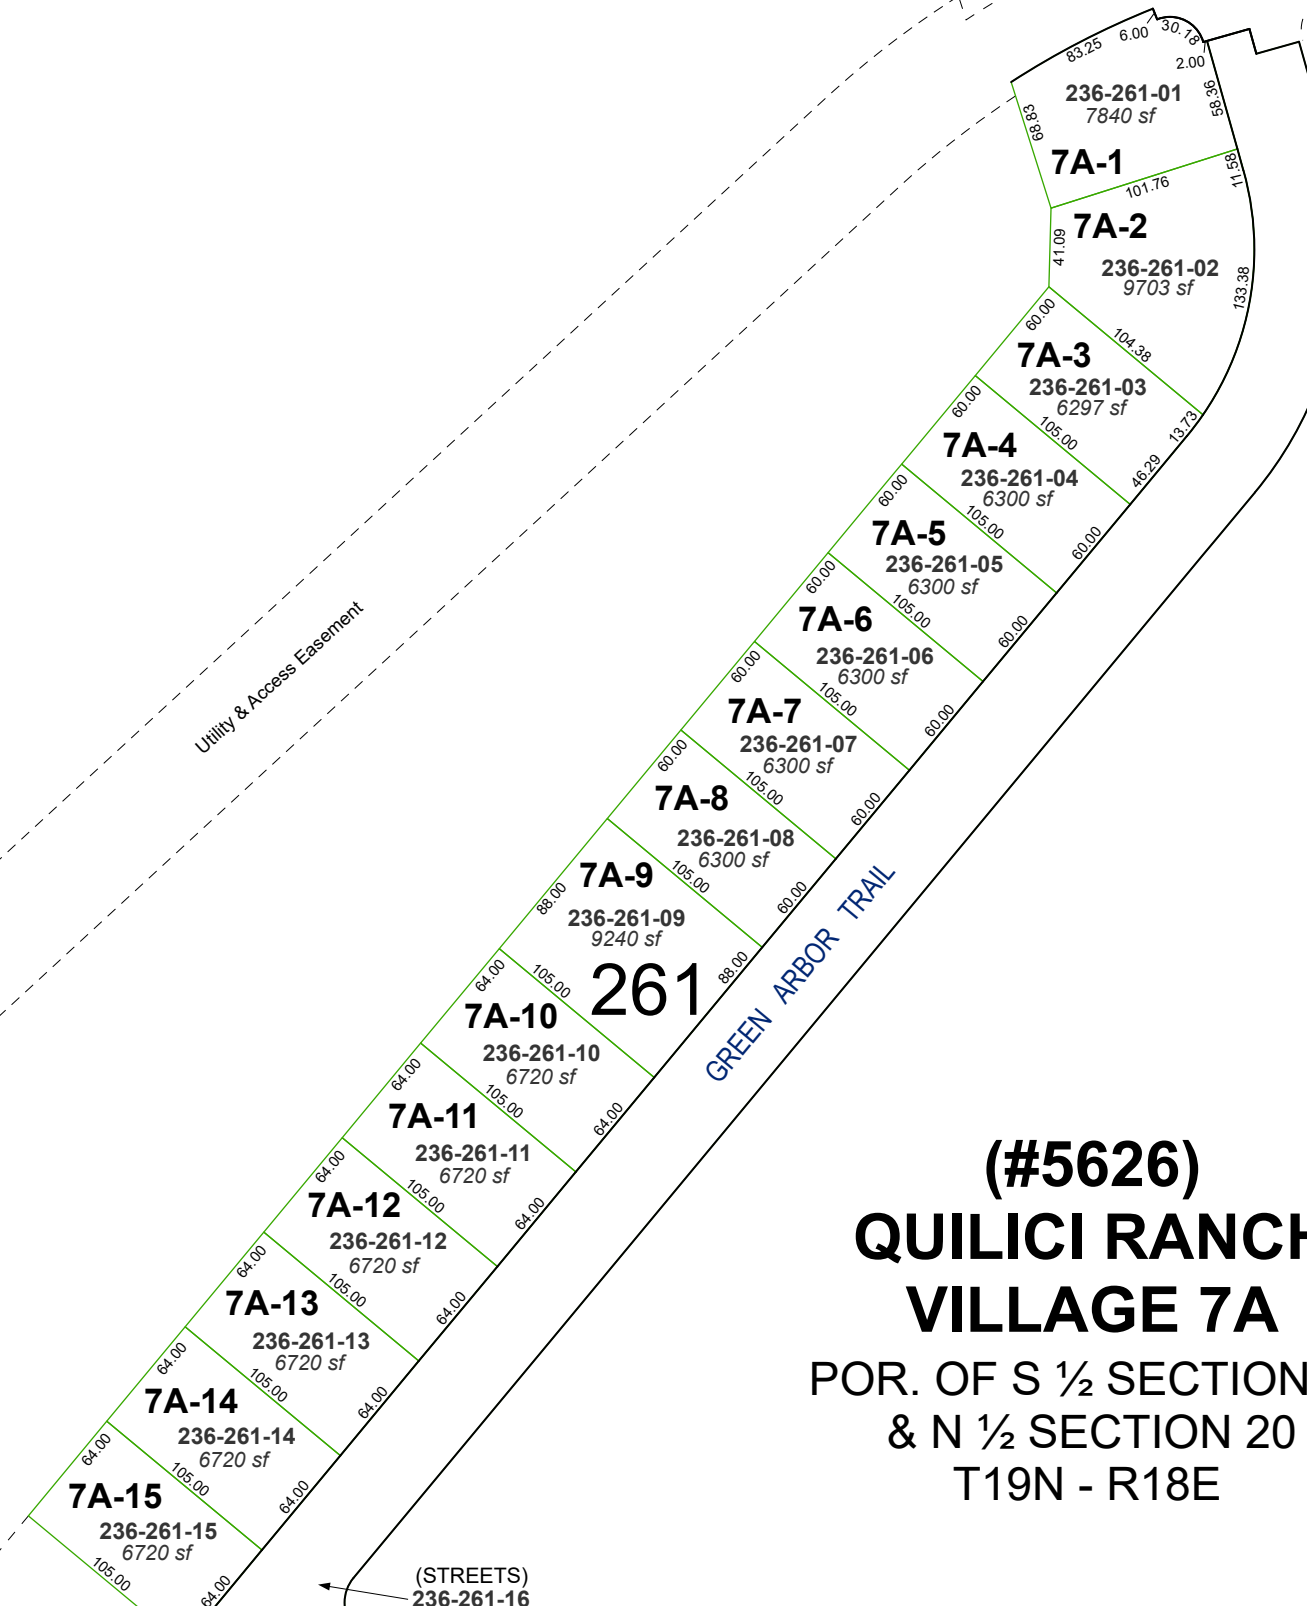 83.25
6.00
30.18
2.00
236-261-01
7840 sf
58.36
68.83
7A-1
101.76
11.58
7A-2
41.09
236-261-02
9703 sf
133.38
60.00
104.38
7A-3
236-261-03
6297 sf
13.73
46.29
60.00
105.00
7A-4
236-261-04
6300 sf
60.00
60.00
105.00
7A-5
236-261-05
6300 sf
60.00
60.00
105.00
7A-6
236-261-06
6300 sf
60.00
60.00
105.00
7A-7
236-261-07
6300 sf
60.00
60.00
105.00
7A-8
236-261-08
6300 sf
60.00
105.00
88.00
7A-9
236-261-09
9240 sf
88.00
261
64.00
105.00
7A-10
236-261-10
6720 sf
64.00
64.00
105.00
7A-11
236-261-11
6720 sf
64.00
64.00
105.00
7A-12
236-261-12
6720 sf
64.00
64.00
105.00
7A-13
236-261-13
6720 sf
64.00
64.00
105.00
7A-14
236-261-14
6720 sf
64.00
64.00
105.00
7A-15
236-261-15
6720 sf
64.00
105.00
Utility & Access Easement
GREEN ARBOR TRAIL
(STREETS)
236-261-16
(#5626)
QUILICI RANCH
VILLAGE 7A
POR. OF S ½ SECTION
& N ½ SECTION 20
T19N - R18E